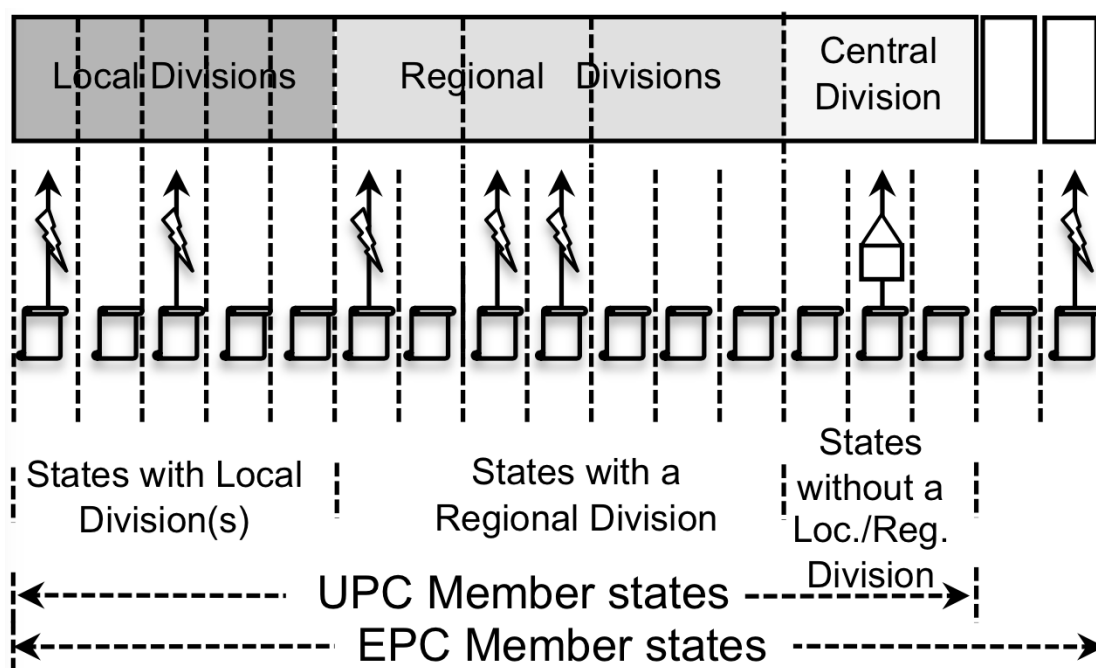 Local Divisions
Regional Divisions
Central
Division
States with Local
Division(s)
States with a
Regional Division
States
without a
Loc./Reg.
Division
UPC Member states
EPC Member states